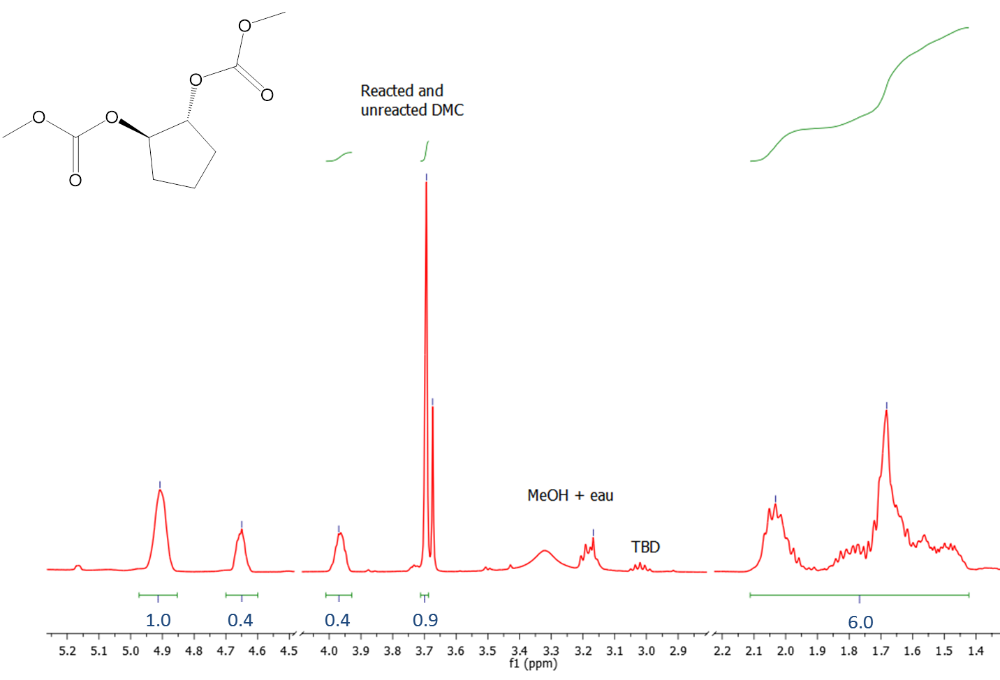 O
O
O
O
O
O
Reacted and
unreacted DMC
MeOH + eau
TBD
1.0 0.4 0.4 0.9 6.0
5.2 5.1 5.0 4.9 4.8 4.7 4.6 4.5 4.0 3.9 3.8 3.7 3.6 3.5 3.4 3.3 3.2 3.1 3.0 2.9 2.2 2.1 2.0 1.9 1.8 1.7 1.6 1.5 1.4
f1 (ppm)